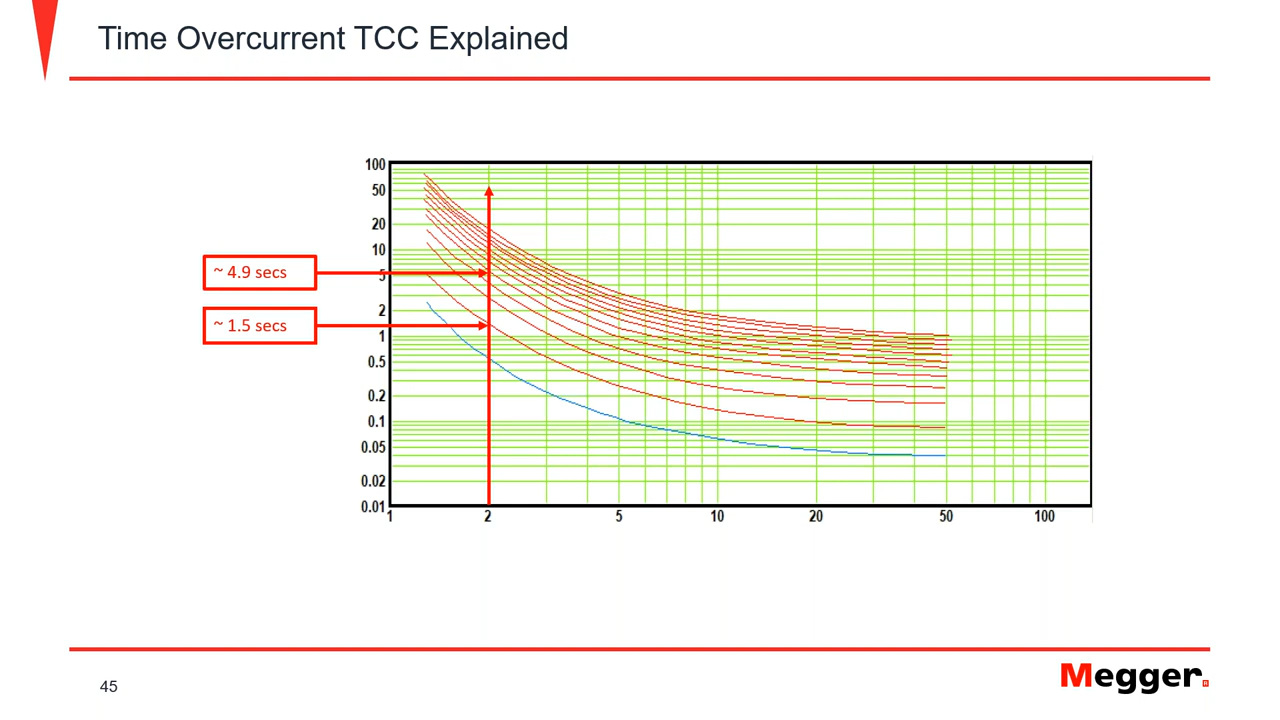 Time Overcurrent TCC Explained
100
50
20
10
5
2
1
0.5
0.2
0.1
0.05
0.02
0.01
~ 4.9 secs
~ 1.5 secs
1 2 5 10 20 50 100
45
Megger®